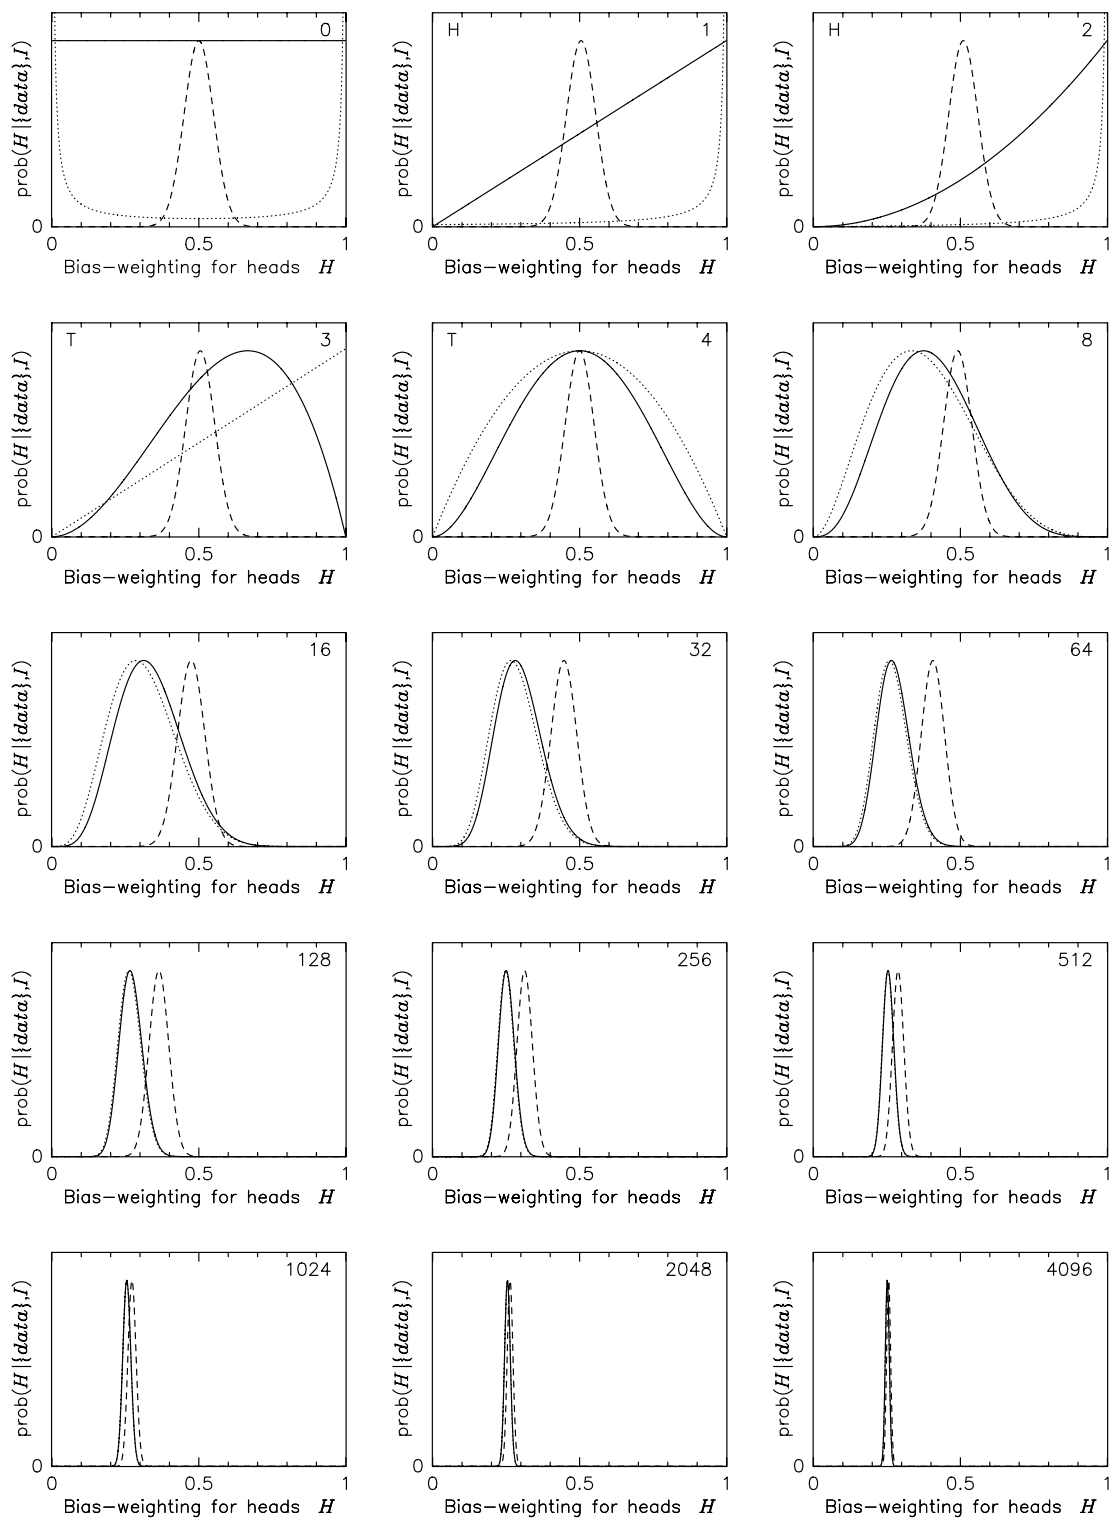 0
prob(H|{data},I)
0
0 0.5 1
Bias-weighting for heads H
H 1
prob(H|{data},I)
0
0 0.5 1
Bias-weighting for heads H
H 2
prob(H|{data},I)
0
0 0.5 1
Bias-weighting for heads H
T 3
prob(H|{data},I)
0
0 0.5 1
Bias-weighting for heads H
T 4
prob(H|{data},I)
0
0 0.5 1
Bias-weighting for heads H
8
prob(H|{data},I)
0
0 0.5 1
Bias-weighting for heads H
16
prob(H|{data},I)
0
0 0.5 1
Bias-weighting for heads H
32
prob(H|{data},I)
0
0 0.5 1
Bias-weighting for heads H
64
prob(H|{data},I)
0
0 0.5 1
Bias-weighting for heads H
128
prob(H|{data},I)
0
0 0.5 1
Bias-weighting for heads H
256
prob(H|{data},I)
0
0 0.5 1
Bias-weighting for heads H
512
prob(H|{data},I)
0
0 0.5 1
Bias-weighting for heads H
1024
prob(H|{data},I)
0
0 0.5 1
Bias-weighting for heads H
2048
prob(H|{data},I)
0
0 0.5 1
Bias-weighting for heads H
4096
prob(H|{data},I)
0
0 0.5 1
Bias-weighting for heads H